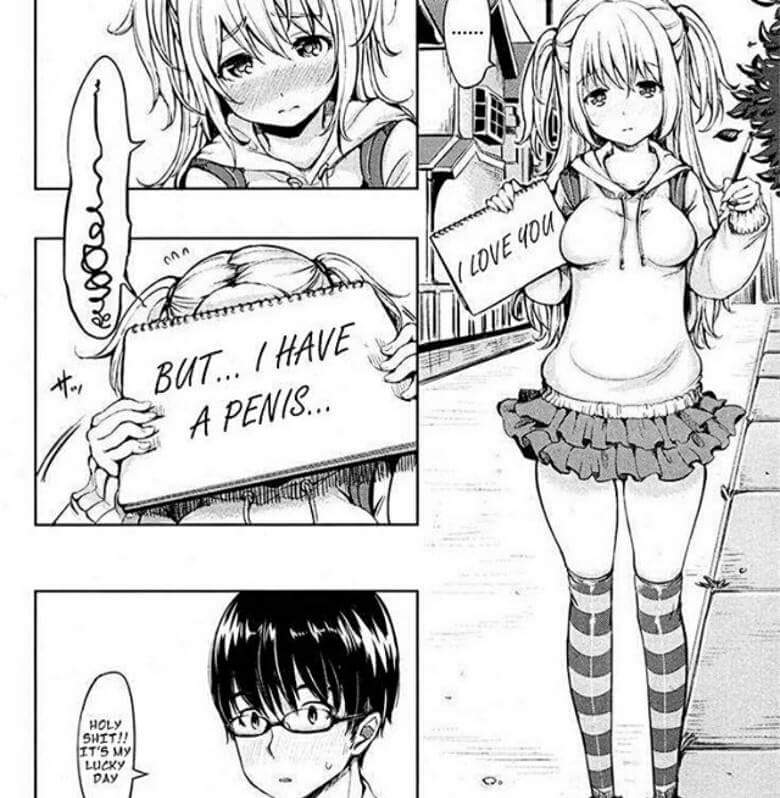 ......
I LOVE YOU
BUT... I HAVE
A PENIS...
HOLY
SHIT!!
IT'S MY
LUCKY
DAY